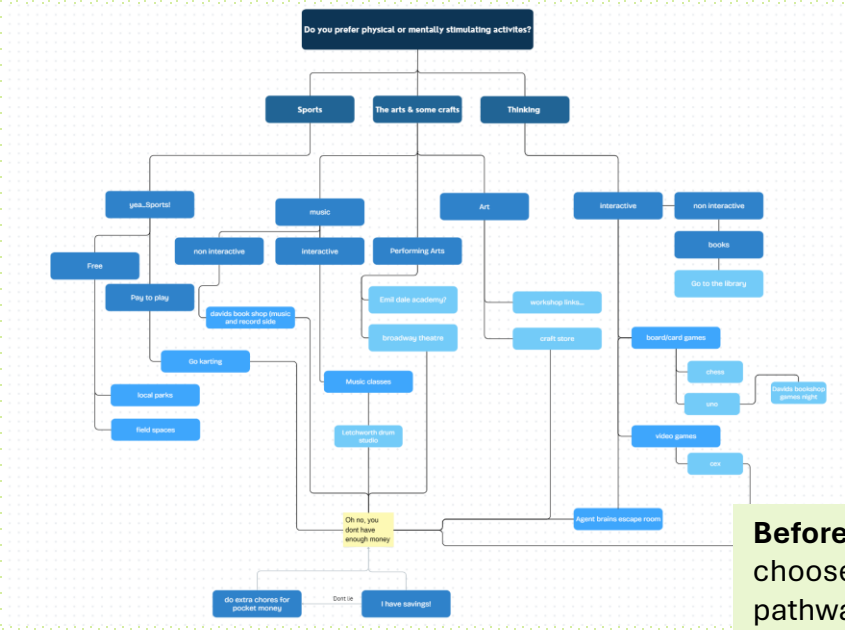 Do you prefer physical or mentally stimulating activites?
Sports
The arts & some crafts
Thinking
yea..Sports!
music
Art
interactive
non interactive
Free
non interactive
interactive
Performing Arts
books
Pay to play
Emil dale academy?
Go to the library
davids book shop (music
and record side
workshop links...
broadway theatre
craft store
board/card games
Go karting
Music classes
chess
local parks
Davids bookshop
games night
uno
field spaces
Letchworth drum
studio
video games
cex
Oh no, you
dont have
enough money
Agent brains escape room
Before
choose
pathwa
do extra chores for
pocket money
I have savings!